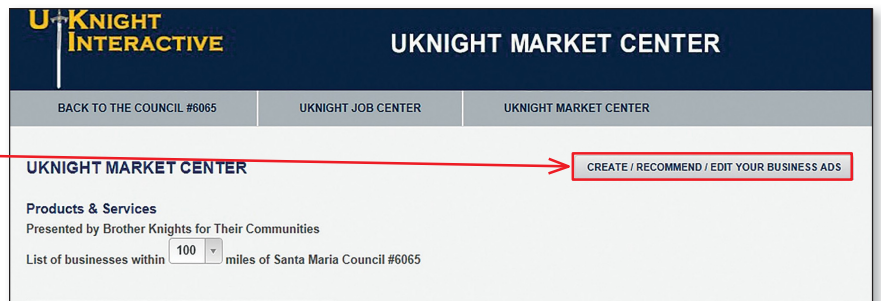 UKNIGHT
INTERACTIVE
UKNIGHT MARKET CENTER
BACK TO THE COUNCIL #6065
UKNIGHT JOB CENTER
UKNIGHT MARKET CENTER
UKNIGHT MARKET CENTER
CREATE / RECOMMEND / EDIT YOUR BUSINESS ADS
Products & Services
Presented by Brother Knights for Their Communities
List of businesses within 100 miles of Santa Maria Council #6065